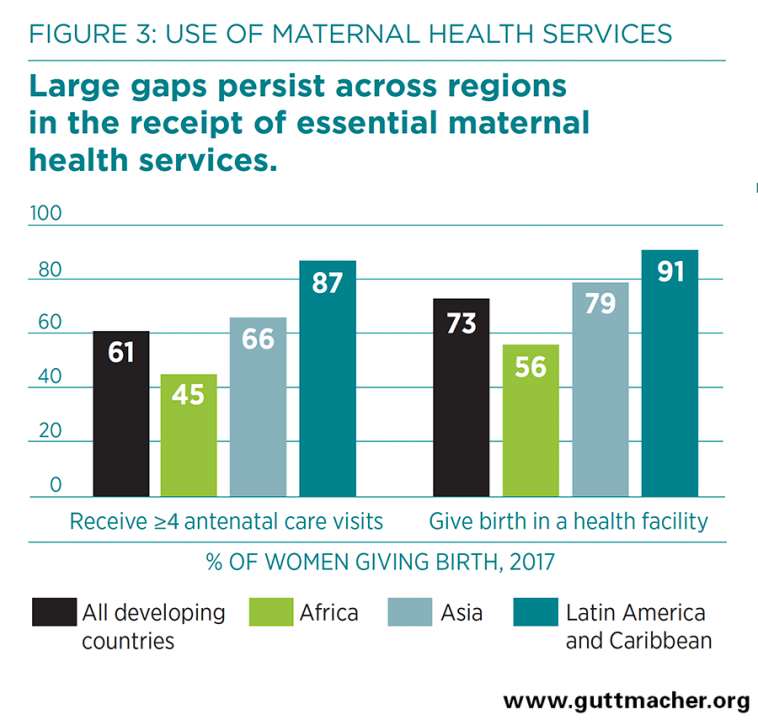 FIGURE 3: USE OF MATERNAL HEALTH SERVICES
Large gaps persist across regions
in the receipt of essential maternal
health services.
100
80
60
40
20
0
61
45
66
87
73
56
79
91
Receive ≥4 antenatal care visits
Give birth in a health facility
% OF WOMEN GIVING BIRTH, 2017
All developing
countries
Africa
Asia
Latin America
and Caribbean
www.guttmacher.org